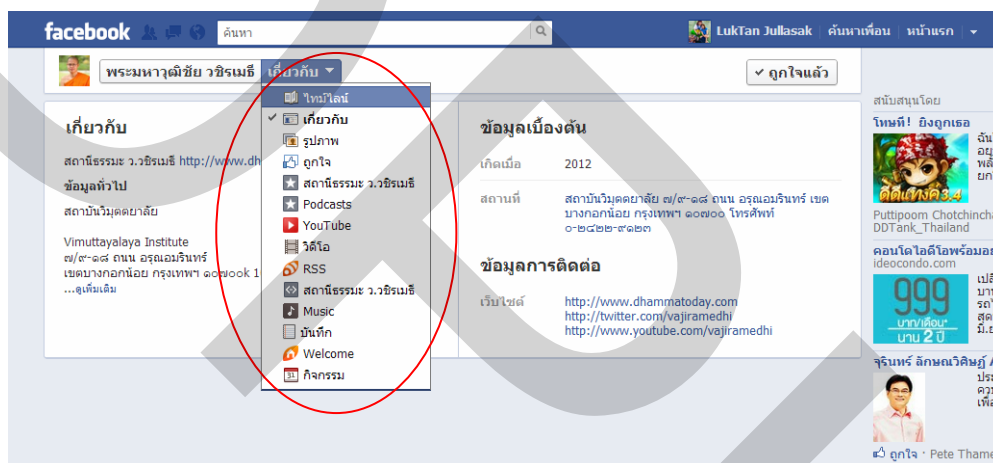 facebook
ค้นหา
LukTan Jullasak
ค้นหาเพื่อน
หน้าแรก
พระมหาวุฒิชัย วชิรเมธี
เกี่ยวกับ
ถูกใจแล้ว
ไทม์ไลน์
เกี่ยวกับ
รูปภาพ
ถูกใจ
สถานีธรรมะ ว.วชิรเมธี
Podcasts
YouTube
วิดีโอ
RSS
สถานีธรรมะ ว.วชิรเมธี
Music
บันทึก
Welcome
31 กิจกรรม
เกี่ยวกับ
สถานีธรรมะ ว.วชิรเมธี http://www.dh
ข้อมูลทั่วไป
สถาบันวิมุตตยาลัย
Vimuttayalaya Institute
๗/๙-๑๘ ถนน อรุณอมรินทร์
เขตบางกอกน้อย กรุงเทพฯ ๑๐๗๐๐k 1
...ดูเพิ่มเติม
ข้อมูลเบื้องต้น
เกิดเมื่อ 2012
สถานที่ สถาบันวิมุตตยาลัย ๗/๙-๑๘ ถนน อรุณอมรินทร์ เขต
บางกอกน้อย กรุงเทพฯ ๑๐๗๐๐ โทรศัพท์
๐-๒๔๒๒-๙๑๒๓
ข้อมูลการติดต่อ
เว็บไซต์ http://www.dhammatoday.com
http://twitter.com/vajiramedhi
http://www.youtube.com/vajiramedhi
สนับสนุนโดย
โทษที! ยิงถูกเธอ
ฉัน
DDTank 3.4
Puttipoom Chotchincha
DDTank_Thailand
คอนโดไอดีโอพร้อมอย
ideocondo.com
999
บาท/เดือน*
นาน 2 ปี
จุรินทร์ ลักษณวิศิษฏ์
ถูกใจ · Pete Thame